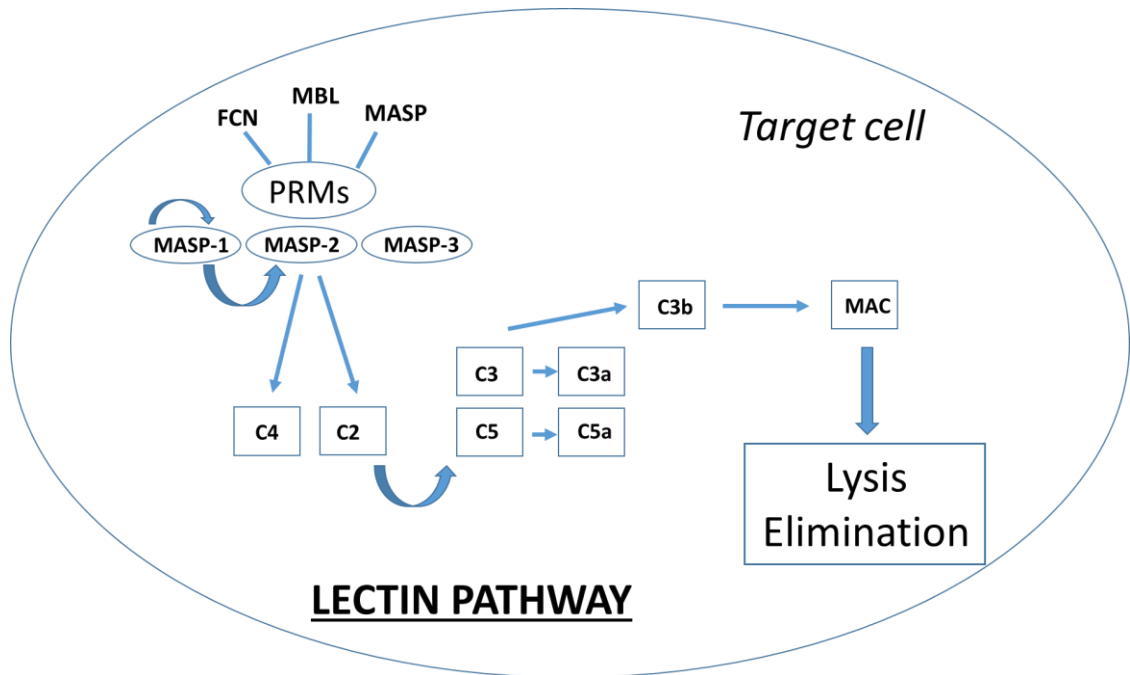 MBL
FCN
MASP
Target cell
PRMs
MASP-1
MASP-2
MASP-3
C3b
MAC
C3
C3a
C4
C2
C5
C5a
Lysis
Elimination
LECTIN PATHWAY